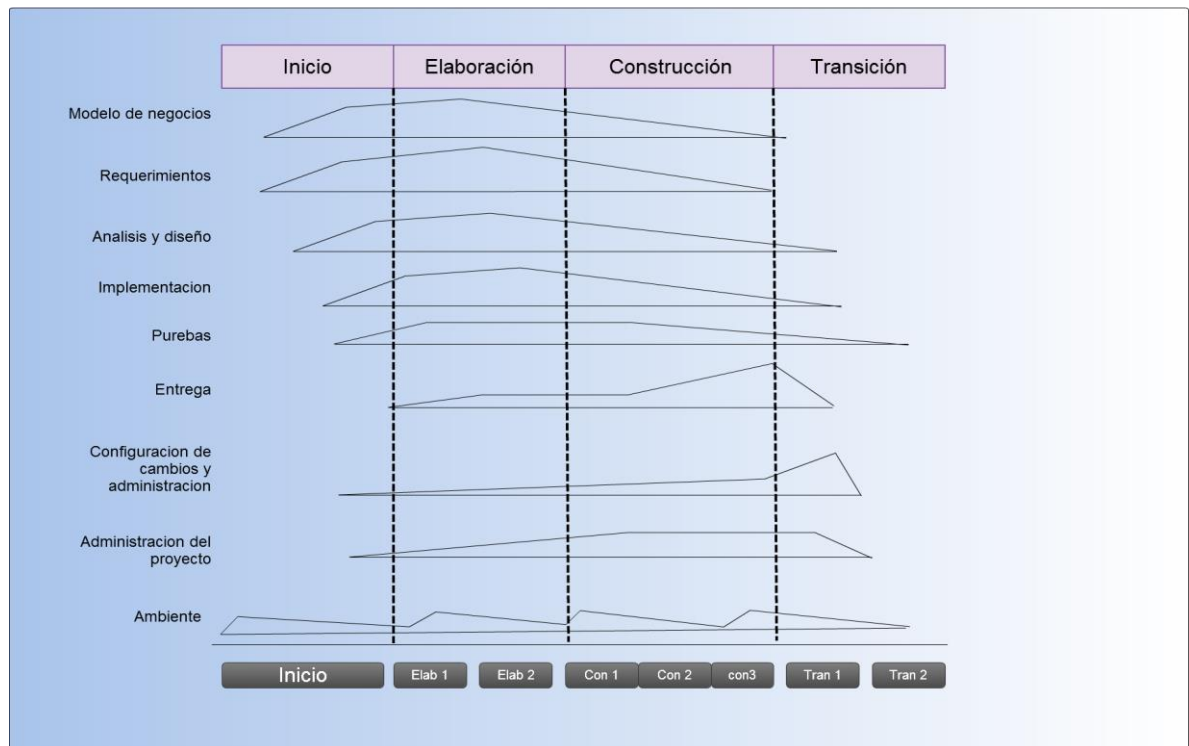 Inicio
Elaboración
Construcción
Transición
Modelo de negocios
Requerimientos
Analisis y diseño
Implementacion
Purebas
Entrega
Configuracion de
cambios y
administracion
Administracion del
proyecto
Ambiente
Inicio
Elab 1
Elab 2
Con 1
Con 2
con3
Tran 1
Tran 2